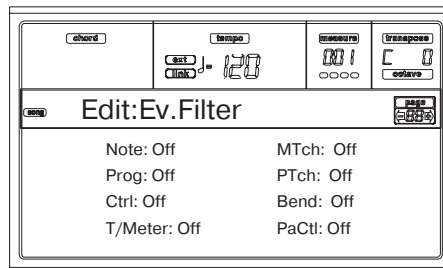 chord tempo measure transpose
ext
link
♩= 120 001 C 0
octave
song Edit:Ev.Filter page
88
Note: Off MTch: Off
Prog: Off PTch: Off
Ctrl: Off Bend: Off
T/Meter: Off PaCtl: Off